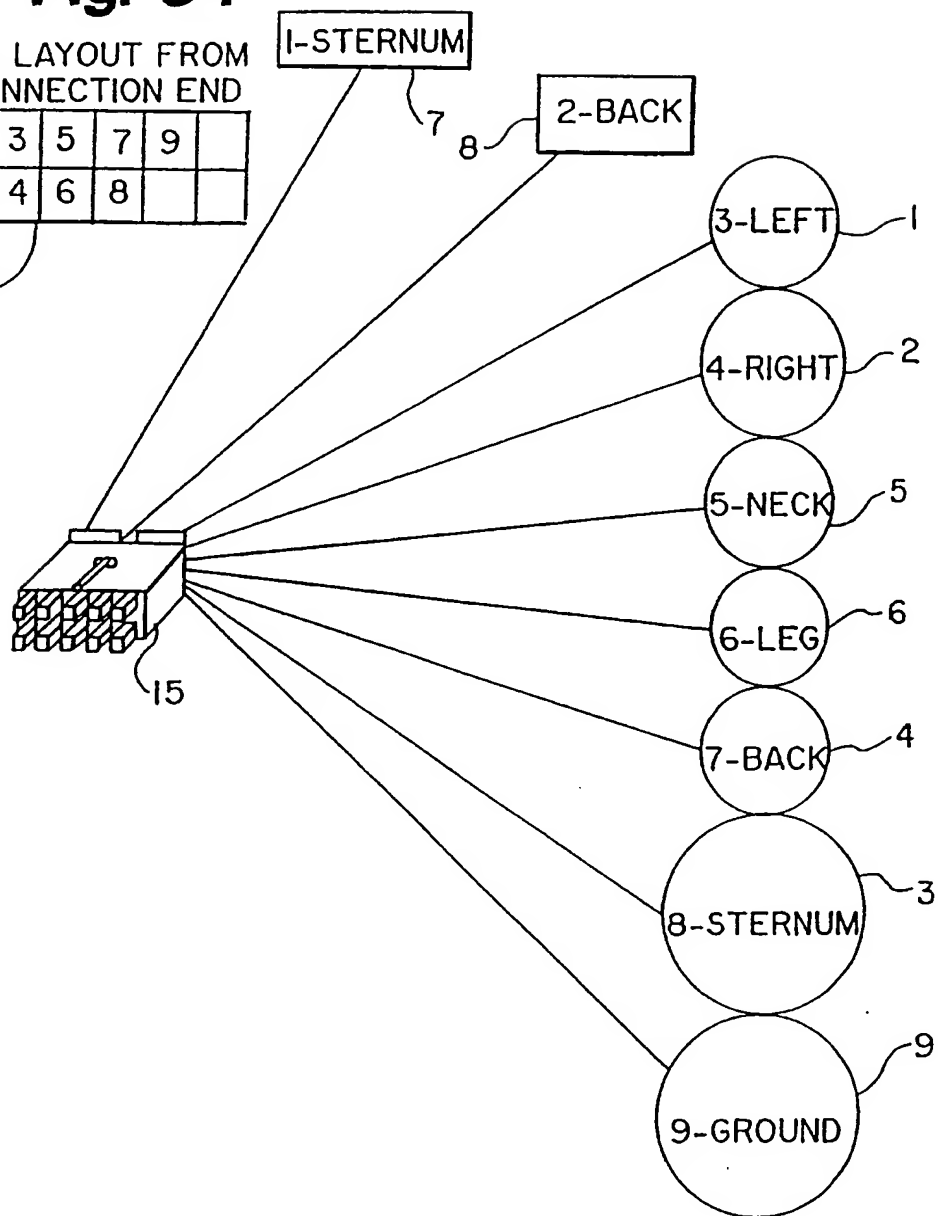 LAYOUT FROM
END
3 5 7 9
4 6 8
1-STERNUM
7
2-BACK
8
3-LEFT
1
4-RIGHT
2
5-NECK
5
6-LEG
6
7-BACK
4
8-STERNUM
3
9-GROUND
9
15